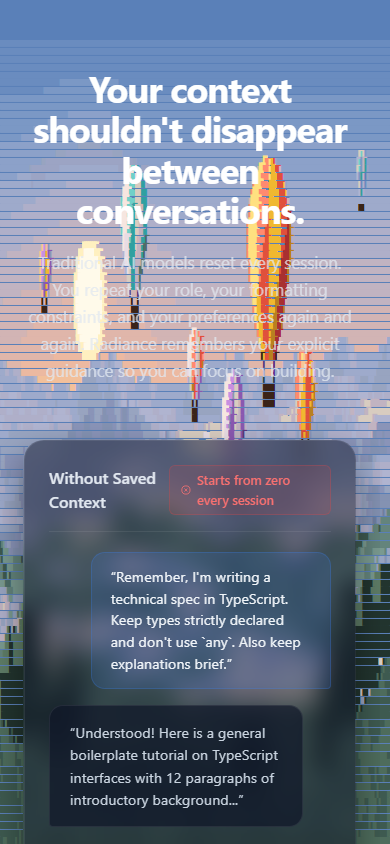 Your context
shouldn't disappear
between
conversations.
Traditional AI models reset every session.
You repeat your role, your formatting
constraints, and your preferences again and
again. Radiance remembers your explicit
guidance so you can focus on building.
Without Saved
Context
Starts from zero
every session
“Remember, I'm writing a
technical spec in TypeScript.
Keep types strictly declared
and don't use `any`. Also keep
explanations brief.”
“Understood! Here is a general
boilerplate tutorial on TypeScript
interfaces with 12 paragraphs of
introductory background...”